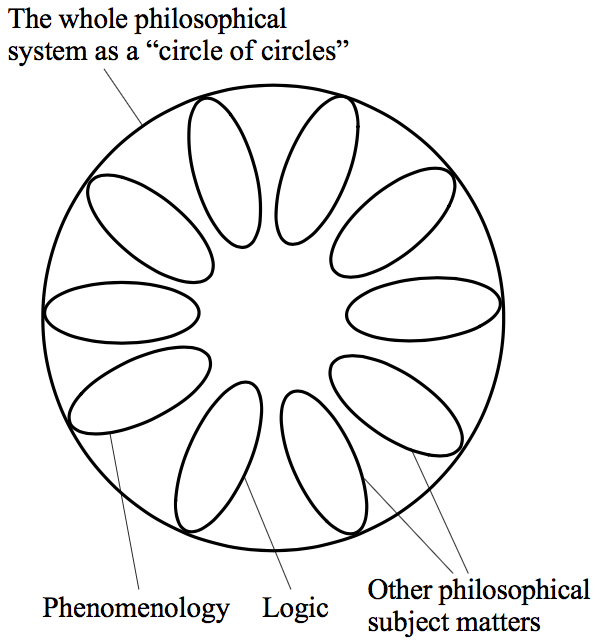 The whole philosophical
system as a “circle of circles”
Phenomenology
Logic
Other philosophical
subject matters